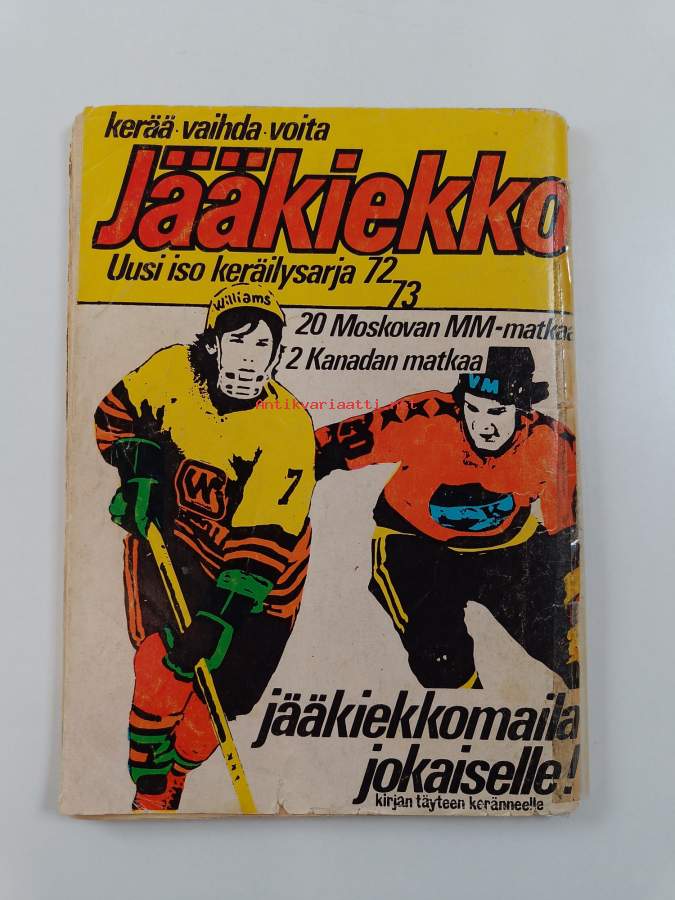 kerää · vaihda · voita
Jääkiekko
Uusi iso keräilysarja 72
73
Williams
20 Moskovan MM-matkaa
2 Kanadan matkaa
VM
Antikvariaatti.net
7
jääkiekkomaila
jokaiselle!
kirjan täyteen keränneelle